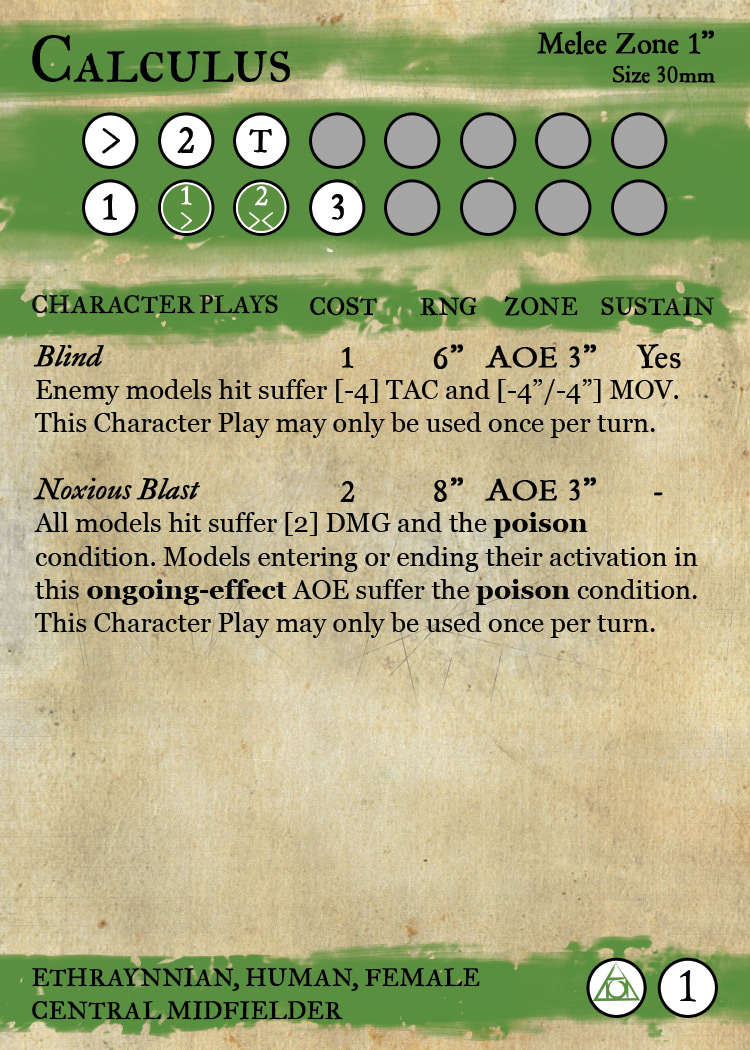 CALCULUS
Melee Zone 1”
Size 30mm
> 2 T
1 1 > 2 >< 3
CHARACTER PLAYS COST RNG ZONE SUSTAIN
Blind 1 6” AOE 3” Yes
Enemy models hit suffer [-4] TAC and [-4”/-4”] MOV.
This Character Play may only be used once per turn.
Noxious Blast 2 8” AOE 3” -
All models hit suffer [2] DMG and the poison
condition. Models entering or ending their activation in
this ongoing-effect AOE suffer the poison condition.
This Character Play may only be used once per turn.
ETHRAYNNIAN, HUMAN, FEMALE
CENTRAL MIDFIELDER
1